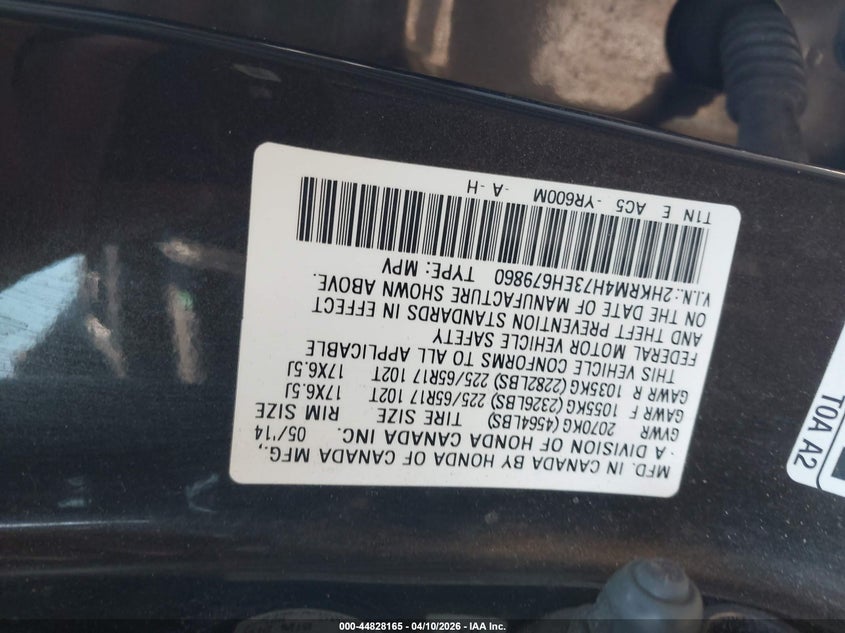 MFD. IN CANADA BY HONDA OF CANADA MFG.,
- A DIVISION OF HONDA CANADA INC. 05/'14
GVWR 2070KG (4564LBS) TIRE SIZE RIM SIZE
GAWR F 1055KG (2326LBS) 225/65R17 102T 17X6.5J
GAWR R 1035KG (2282LBS) 225/65R17 102T 17X6.5J
THIS VEHICLE CONFORMS TO ALL APPLICABLE
FEDERAL MOTOR VEHICLE SAFETY
AND THEFT PREVENTION STANDARDS IN EFFECT
ON THE DATE OF MANUFACTURE SHOWN ABOVE.
V.I.N.: 2HKRM4H73EH679860 TYPE: MPV
T1N E AC5 -YR600M -A -H
TOA A2
000-44828165 - 04/10/2026 - IAA Inc.